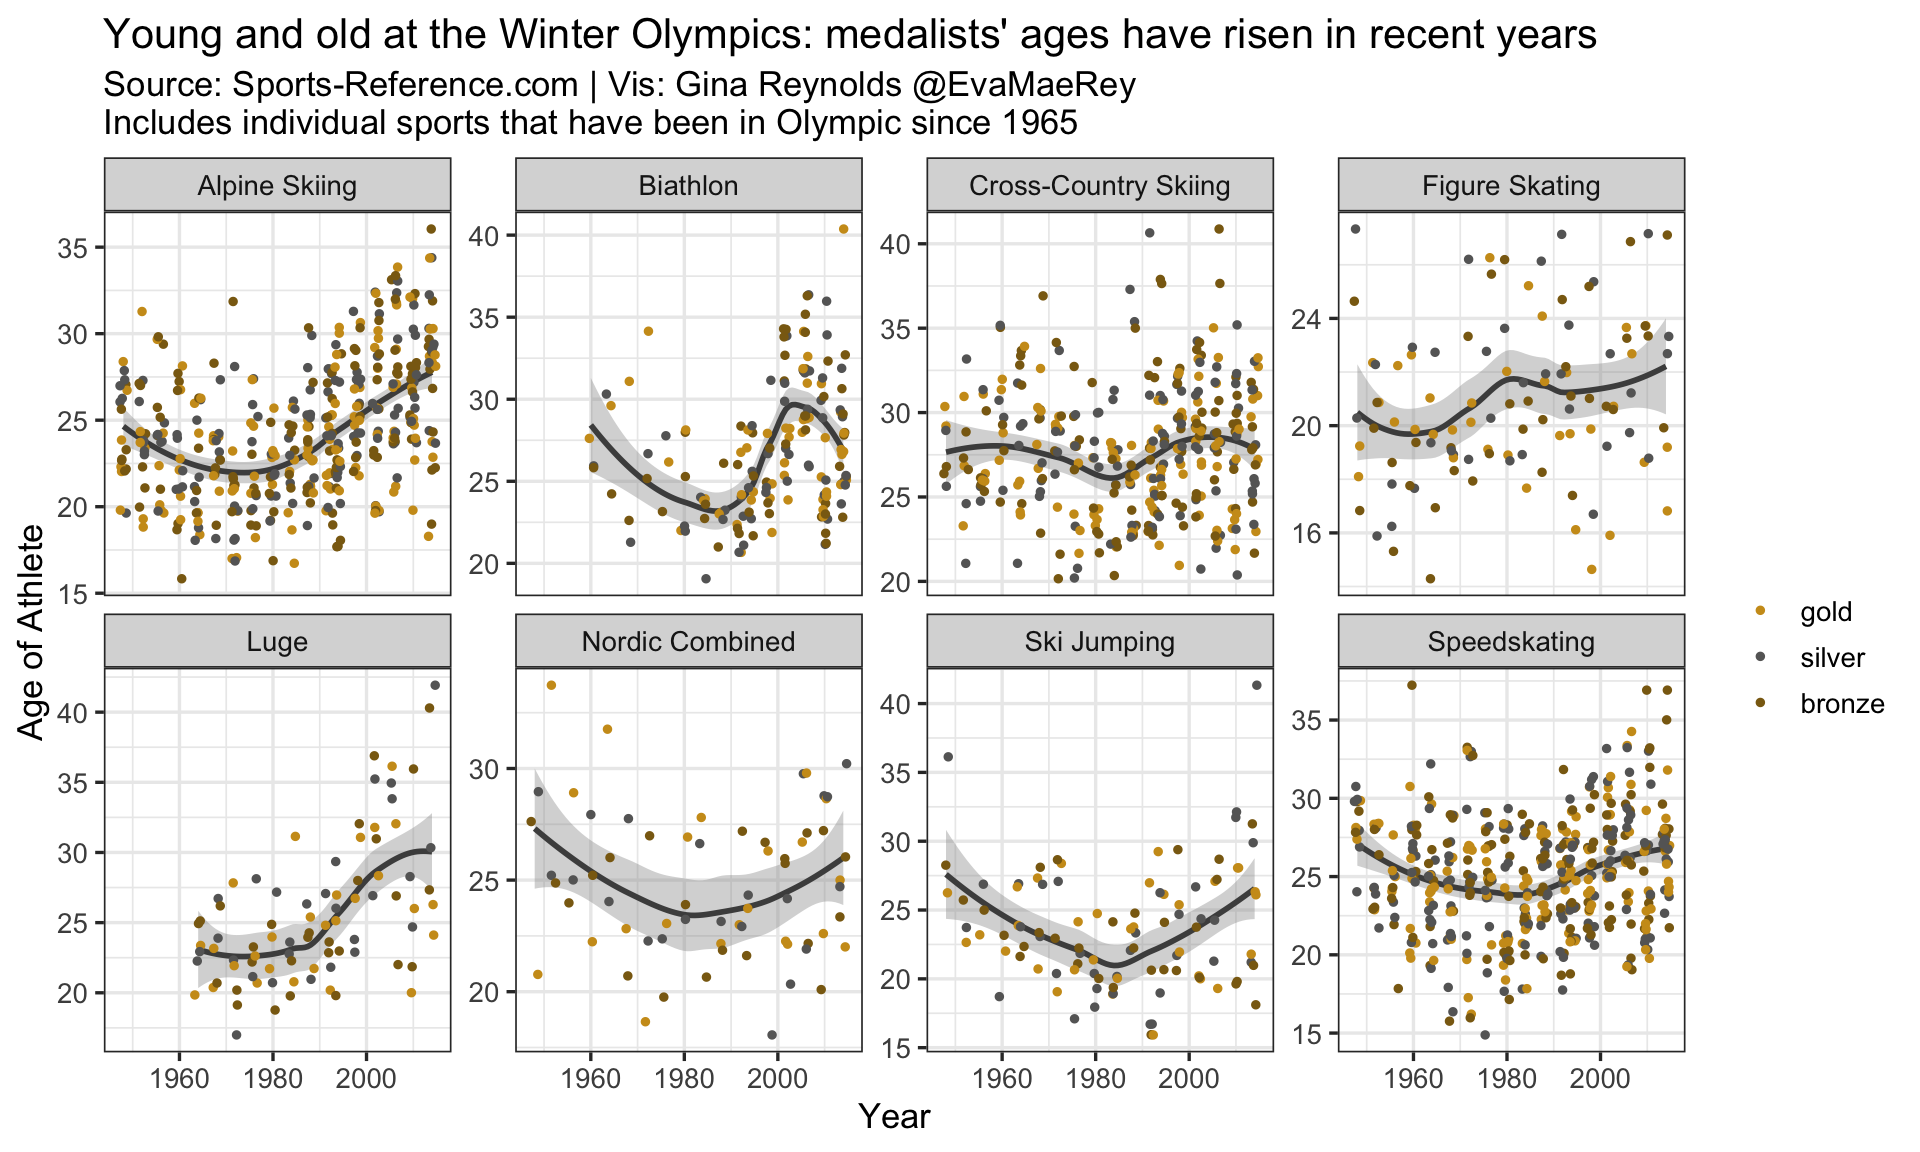 Young and old at the Winter Olympics: medalists' ages have risen in recent years
Source: Sports-Reference.com | Vis: Gina Reynolds @EvaMaeRey
Includes individual sports that have been in Olympic since 1965
Alpine Skiing
Biathlon
Cross-Country Skiing
Figure Skating
35
30
25
20
15
40
35
30
25
20
40
35
30
25
20
24
20
16
Age of Athlete
Luge
Nordic Combined
Ski Jumping
Speedskating
40
35
30
25
20
30
25
20
40
35
30
25
20
15
35
30
25
20
15
1960 1980 2000
1960 1980 2000
1960 1980 2000
1960 1980 2000
Year
gold
silver
bronze